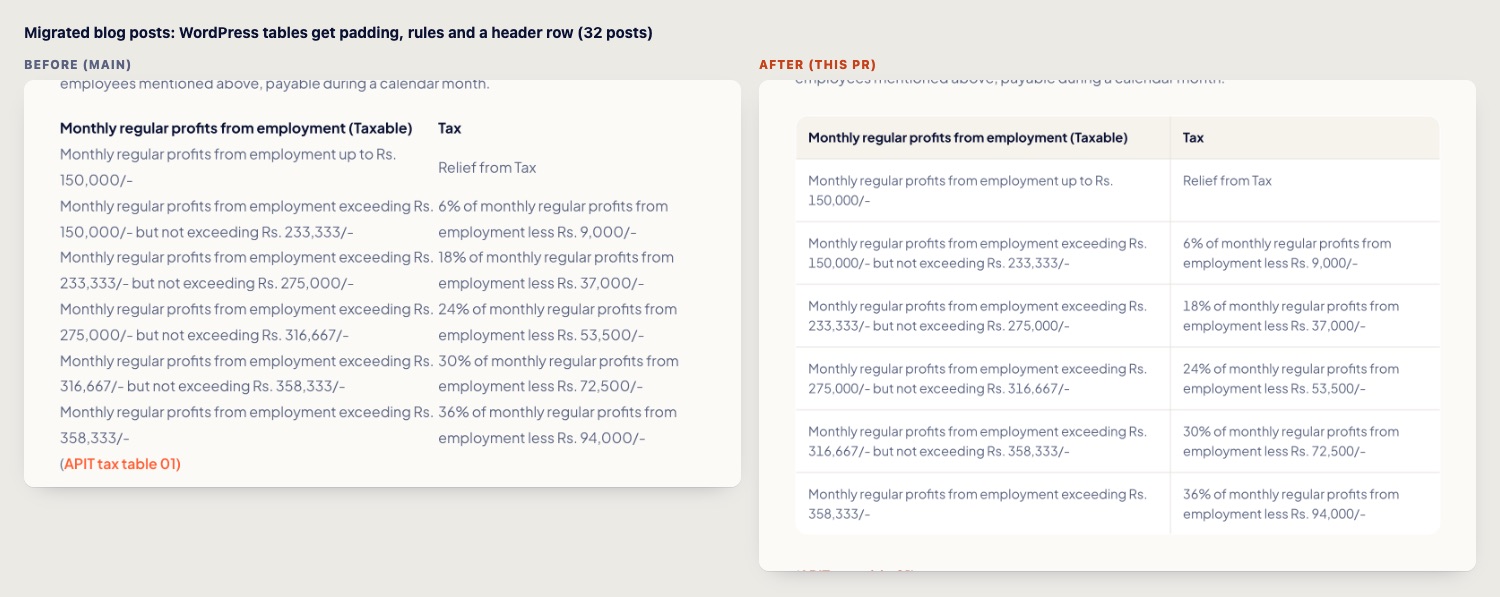 Migrated blog posts: WordPress tables get padding, rules and a header row (32 posts)
BEFORE (MAIN)
employees mentioned above, payable during a calendar month.
Monthly regular profits from employment (Taxable) Tax
Monthly regular profits from employment up to Rs.
150,000/-
Relief from Tax
Monthly regular profits from employment exceeding Rs. 6% of monthly regular profits from
150,000/- but not exceeding Rs. 233,333/- employment less Rs. 9,000/-
Monthly regular profits from employment exceeding Rs. 18% of monthly regular profits from
233,333/- but not exceeding Rs. 275,000/- employment less Rs. 37,000/-
Monthly regular profits from employment exceeding Rs. 24% of monthly regular profits from
275,000/- but not exceeding Rs. 316,667/- employment less Rs. 53,500/-
Monthly regular profits from employment exceeding Rs. 30% of monthly regular profits from
316,667/- but not exceeding Rs. 358,333/- employment less Rs. 72,500/-
Monthly regular profits from employment exceeding Rs. 36% of monthly regular profits from
358,333/- employment less Rs. 94,000/-
(APIT tax table 01)
AFTER (THIS PR)
employees mentioned above, payable during a calendar month.
Monthly regular profits from employment (Taxable) Tax
Monthly regular profits from employment up to Rs. Relief from Tax
150,000/-
Monthly regular profits from employment exceeding Rs. 6% of monthly regular profits from
150,000/- but not exceeding Rs. 233,333/- employment less Rs. 9,000/-
Monthly regular profits from employment exceeding Rs. 18% of monthly regular profits from
233,333/- but not exceeding Rs. 275,000/- employment less Rs. 37,000/-
Monthly regular profits from employment exceeding Rs. 24% of monthly regular profits from
275,000/- but not exceeding Rs. 316,667/- employment less Rs. 53,500/-
Monthly regular profits from employment exceeding Rs. 30% of monthly regular profits from
316,667/- but not exceeding Rs. 358,333/- employment less Rs. 72,500/-
Monthly regular profits from employment exceeding Rs. 36% of monthly regular profits from
358,333/- employment less Rs. 94,000/-